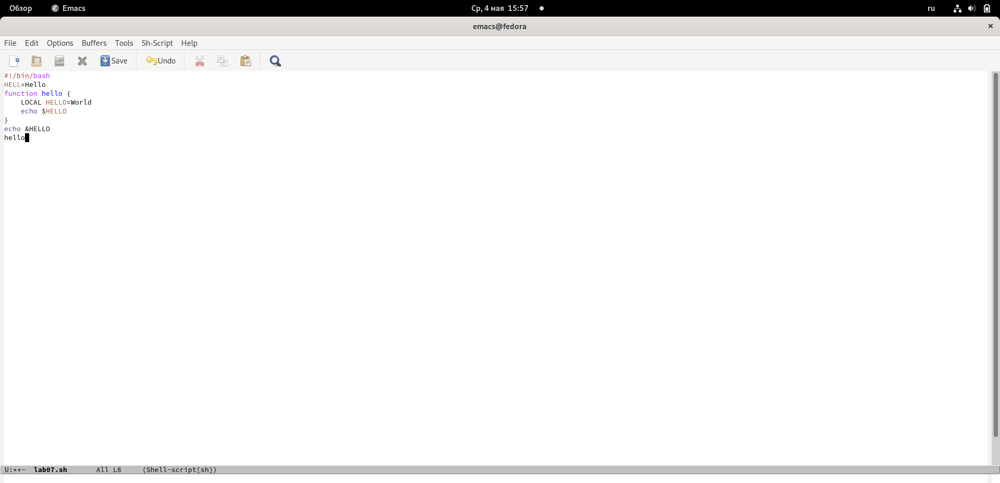 Обзор Emacs Ср, 4 мая 15:57 ru
emacs@fedora
File Edit Options Buffers Tools Sh-Script Help
Save Undo
#!/bin/bash
HELL=Hello
function hello {
    LOCAL HELLO=World
    echo $HELLO
}
echo &HELLO
hello
U:**- lab07.sh All L8 (Shell-script[sh])